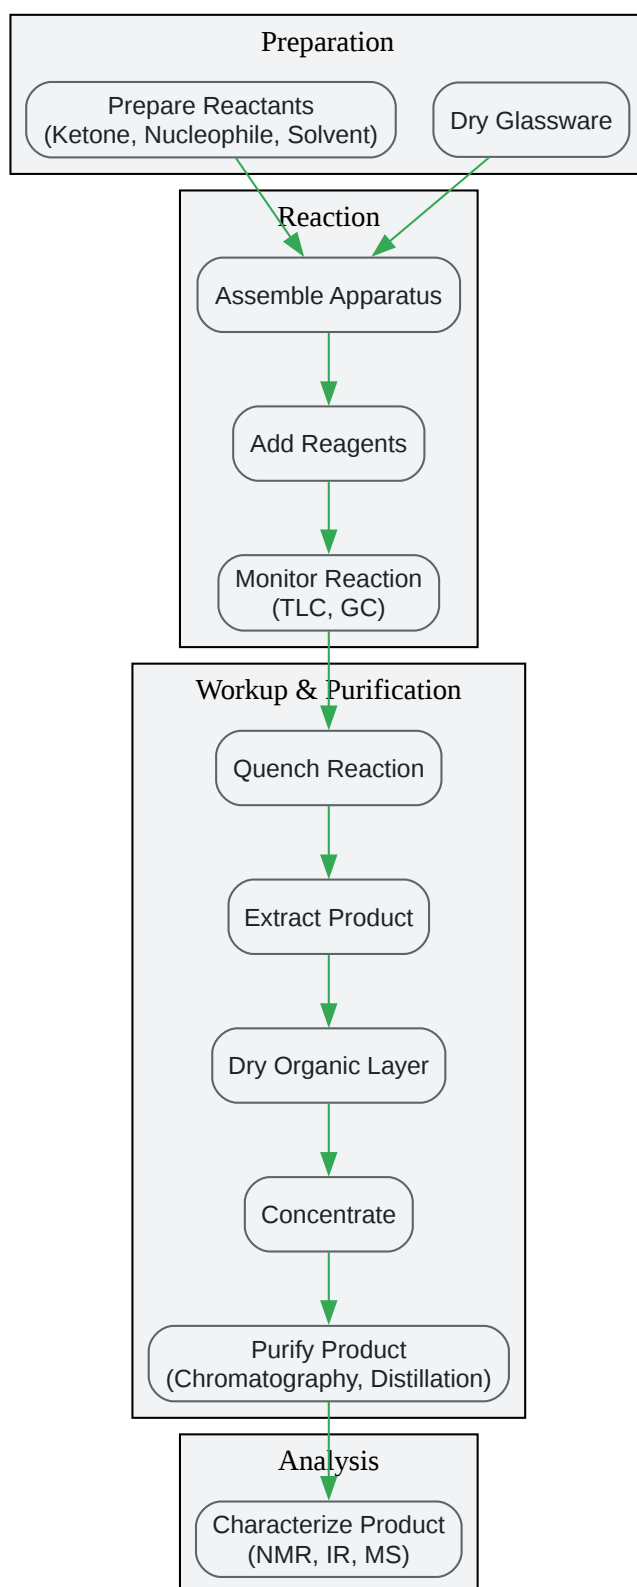 Preparation
Prepare Reactants
(Ketone, Nucleophile, Solvent)
Dry Glassware
Reaction
Assemble Apparatus
Add Reagents
Monitor Reaction
(TLC, GC)
Workup & Purification
Quench Reaction
Extract Product
Dry Organic Layer
Concentrate
Purify Product
(Chromatography, Distillation)
Analysis
Characterize Product
(NMR, IR, MS)